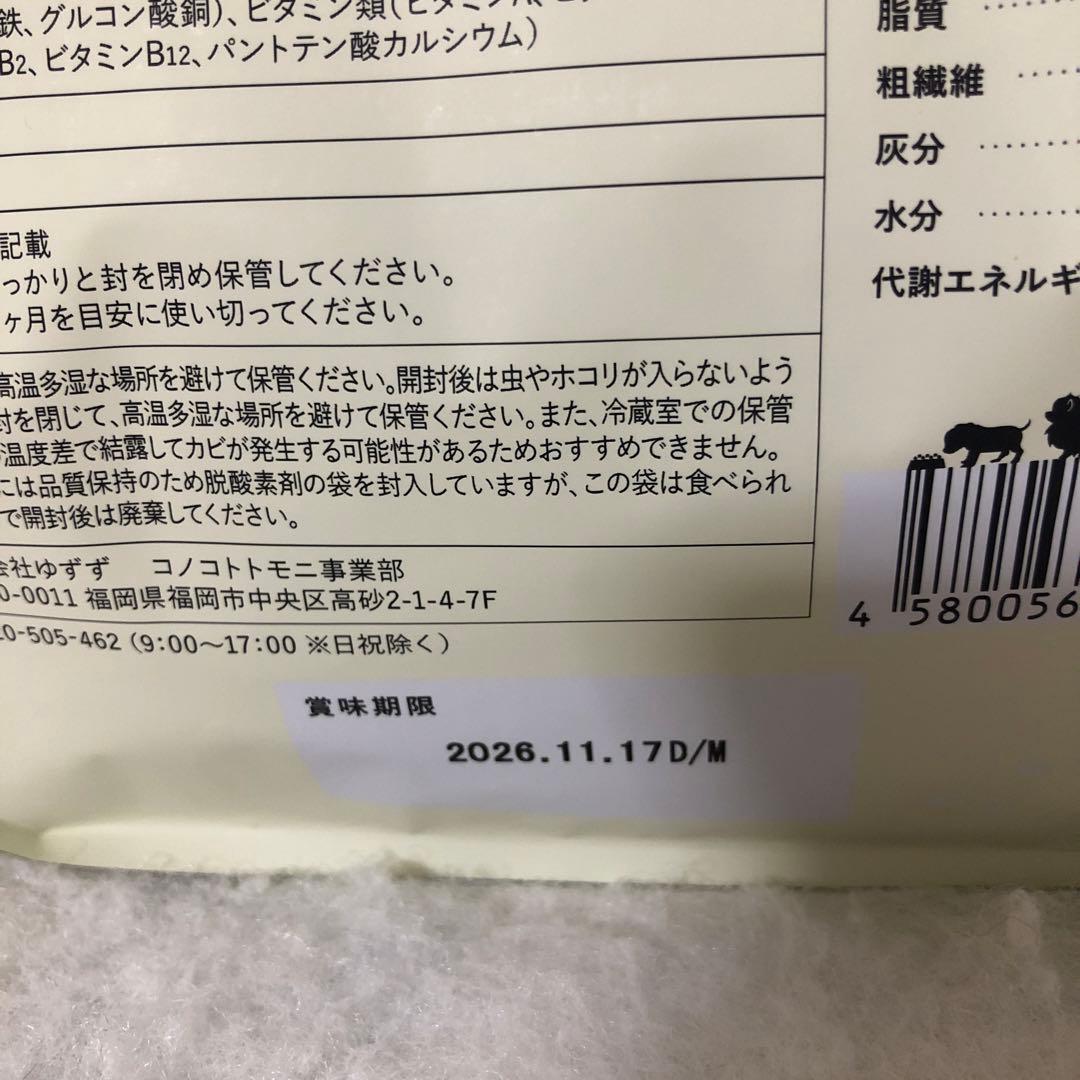 鉄、グルコン酸銅)、ビタミン類(ビタミンA、
B2、ビタミンB12、パントテン酸カルシウム)
記載
っかりと封を閉め保管してください。
ヶ月を目安に使い切ってください。
高温多湿な場所を避けて保管ください。開封後は虫やホコリが入らないよう
封を閉じて、高温多湿な場所を避けて保管ください。また、冷蔵室での保管
温度差で結露してカビが発生する可能性があるためおすすめできません。
には品質保持のため脱酸素剤の袋を封入していますが、この袋は食べられ
で開封後は廃棄してください。
会社ゆずず コノコトトモニ事業部
0-0011 福岡県福岡市中央区高砂2-1-4-7F
20-505-462 (9:00〜17:00 ※日祝除く)
賞味期限
2026.11.17D/M
脂質 ……
粗繊維 ……
灰分 ……
水分 ……
代謝エネルギ
4 580056